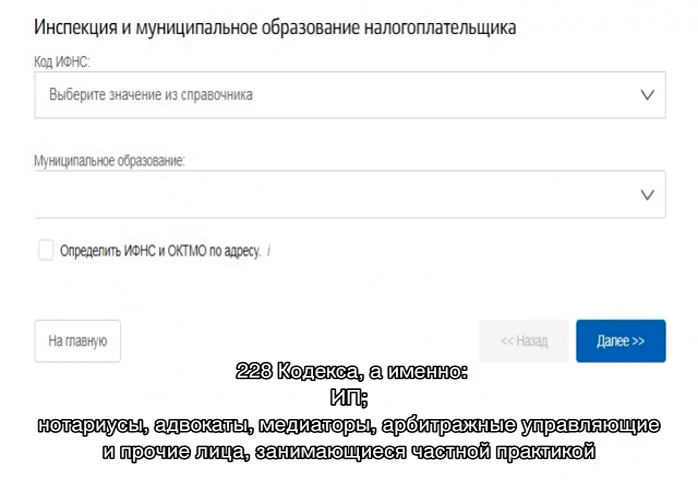 Инспекция и муниципальное образование налогоплательщика
Код ИФНС:
Выберите значение из справочника
Муниципальное образование:
Определить ИФНС и ОКТМО по адресу. i
На главную
<< Назад
Далее >>
228 Кодекса, а именно:
ИП;
нотариусы, адвокаты, медиаторы, арбитражные управляющие
и прочие лица, занимающиеся частной практикой